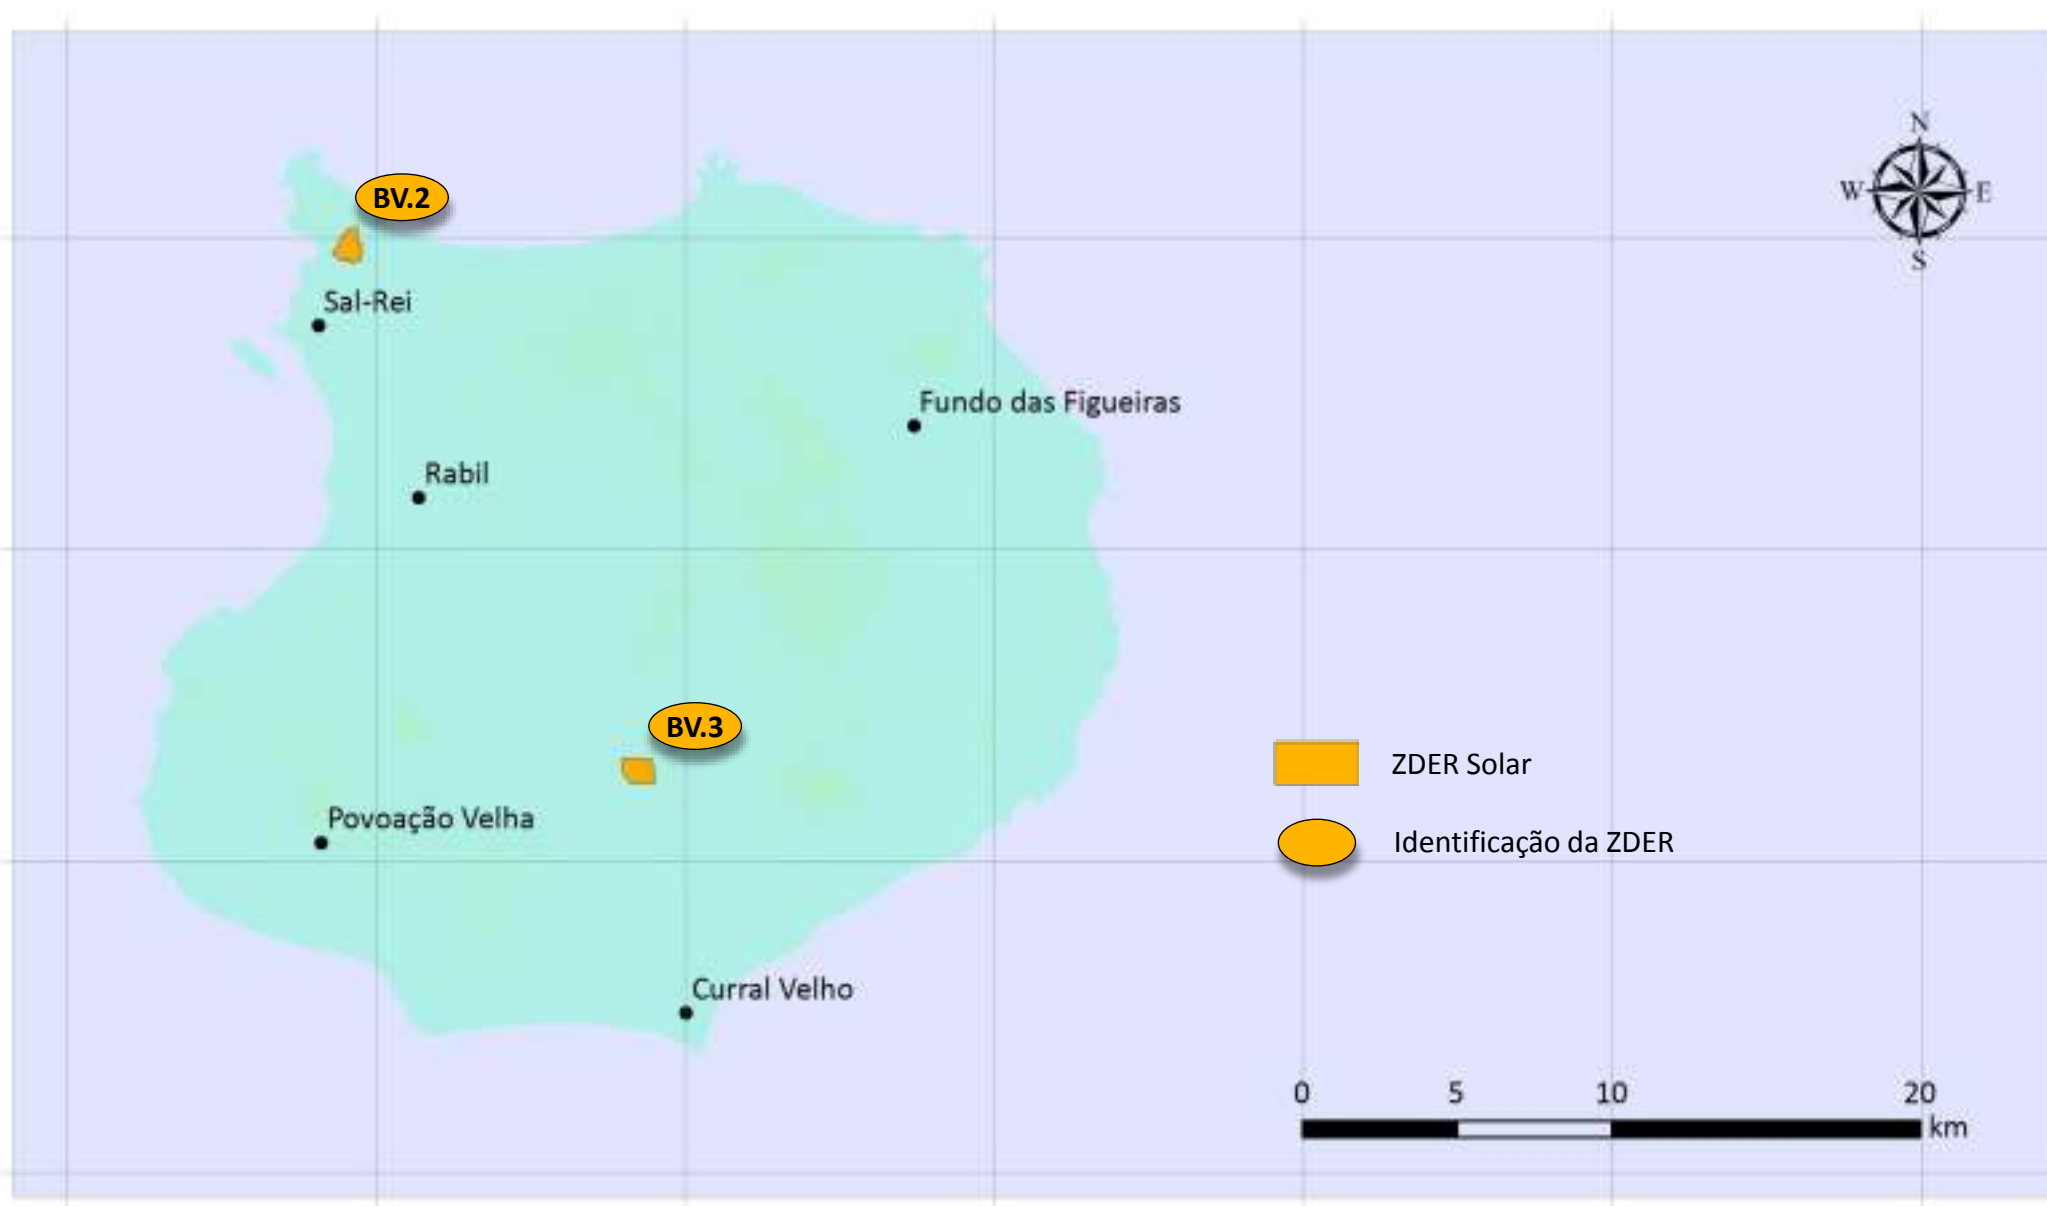 N
W E
S
BV.2
Sal-Rei
Fundo das Figueiras
Rabil
BV.3
ZDER Solar
Povoação Velha
Identificação da ZDER
Curral Velho
0 5 10 20
km